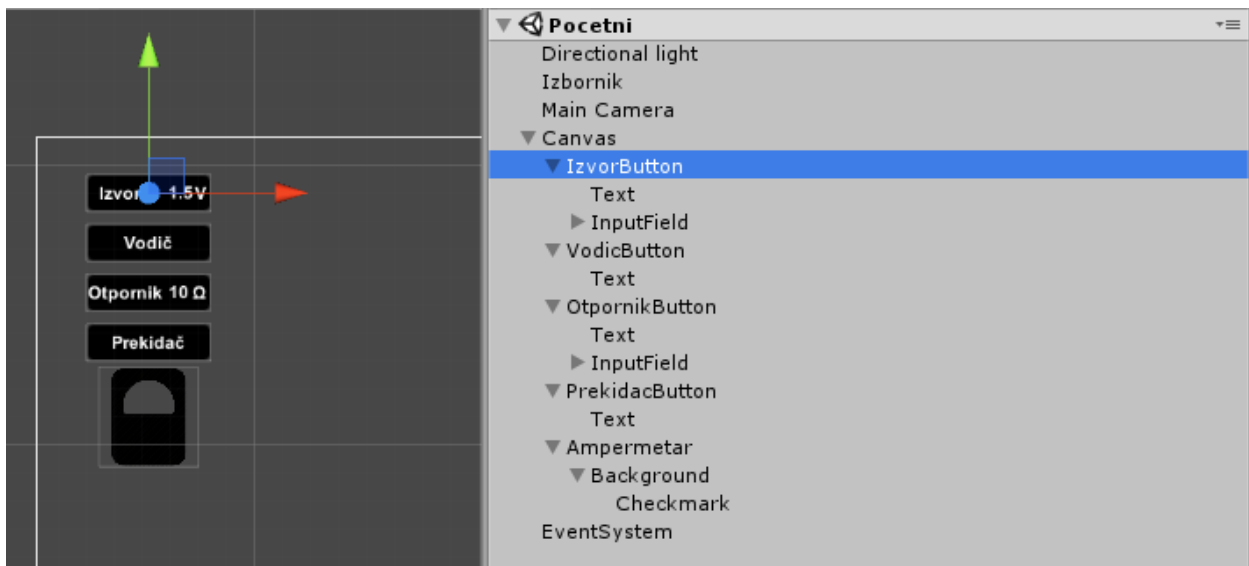 Izvor 1.5V
Vodič
Otpornik 10 Ω
Prekidač
Pocetni
Directional light
Izbornik
Main Camera
Canvas
IzvorButton
Text
InputField
VodicButton
Text
OtpornikButton
Text
InputField
PrekidacButton
Text
Ampermetar
Background
Checkmark
EventSystem